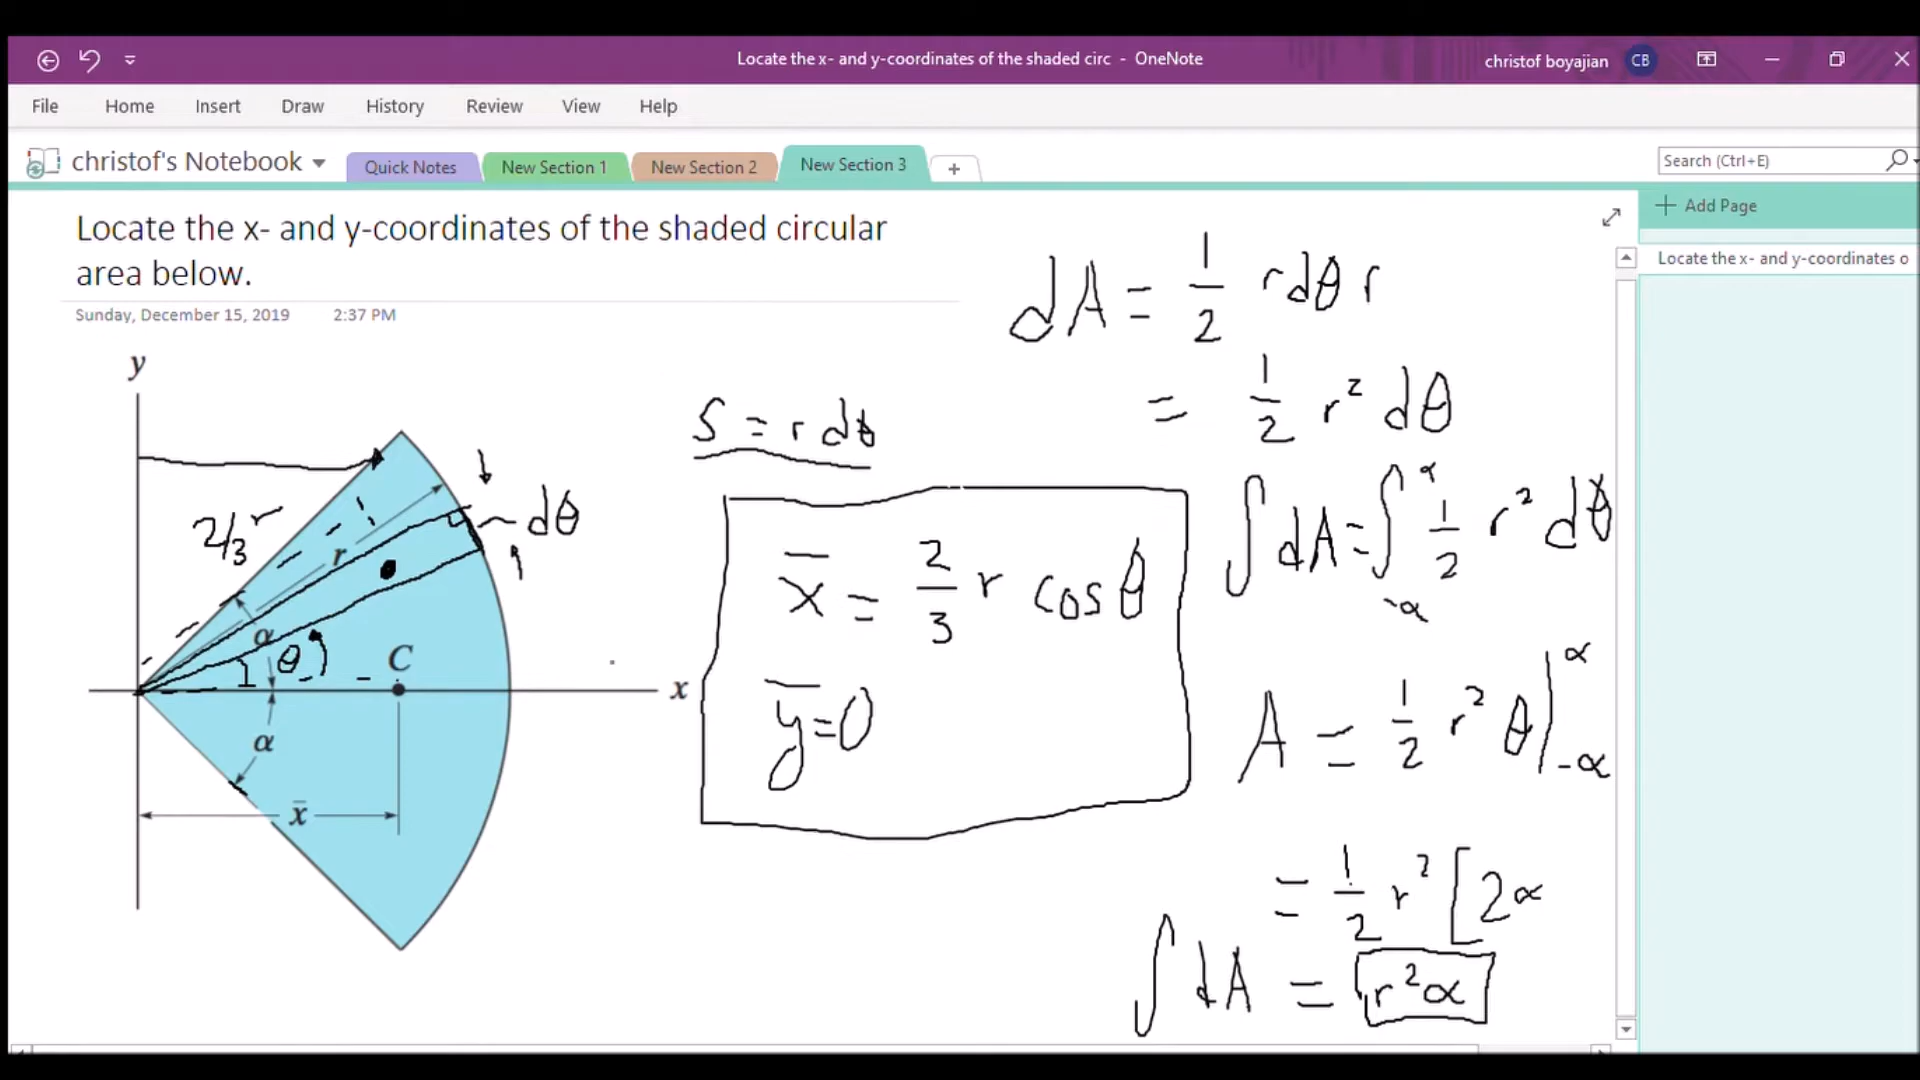 Locate the x- and y-coordinates of the shaded circ - OneNote
christof boyajian CB
File Home Insert Draw History Review View Help
christof's Notebook Quick Notes New Section 1 New Section 2 New Section 3 +
Search (Ctrl+E)
Add Page
Locate the x- and y-coordinates o
Locate the x- and y-coordinates of the shaded circular
area below.
Sunday, December 15, 2019 2:37 PM
y
2/3 r
r
dθ
α
θ
C
x
α
x̄
S = r dθ
x̄ = 2/3 r cosθ
ȳ=0
dA = 1/2 rdθ r
= 1/2 r² dθ
∫dA = ∫_-α^α 1/2 r² dθ
A = 1/2 r² θ |_-α^α
= 1/2 r² [2α
∫dA = r²α